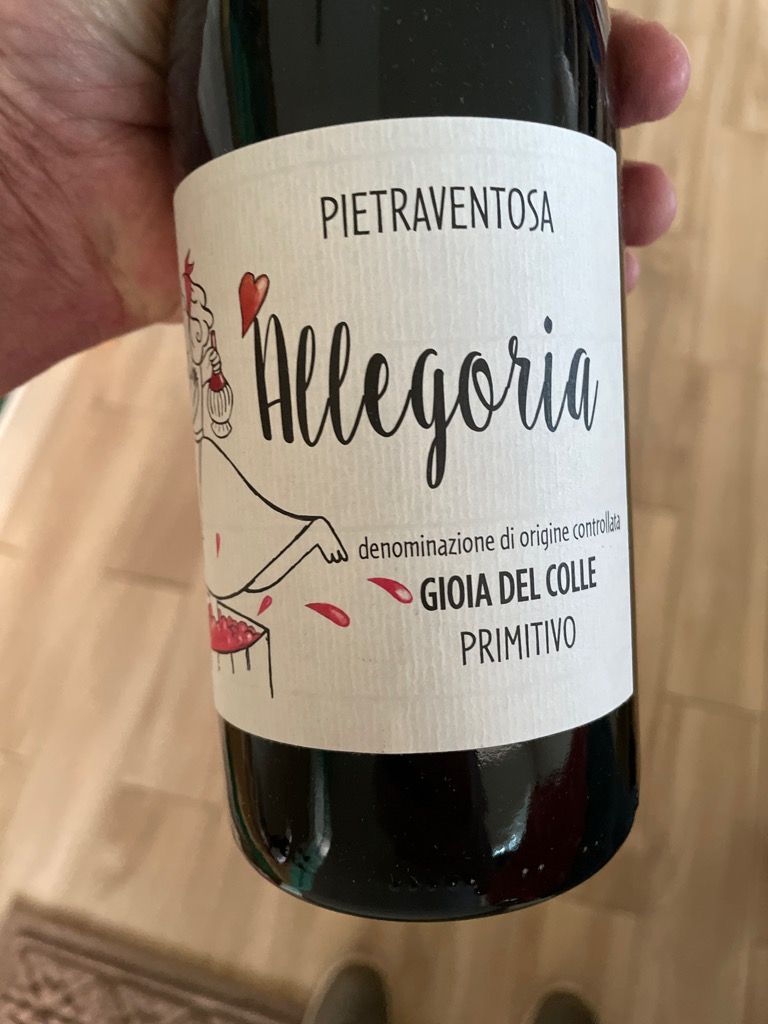 PIETRAVENTOSA
Allegoria
denominazione di origine controllata
GIOIA DEL COLLE
PRIMITIVO